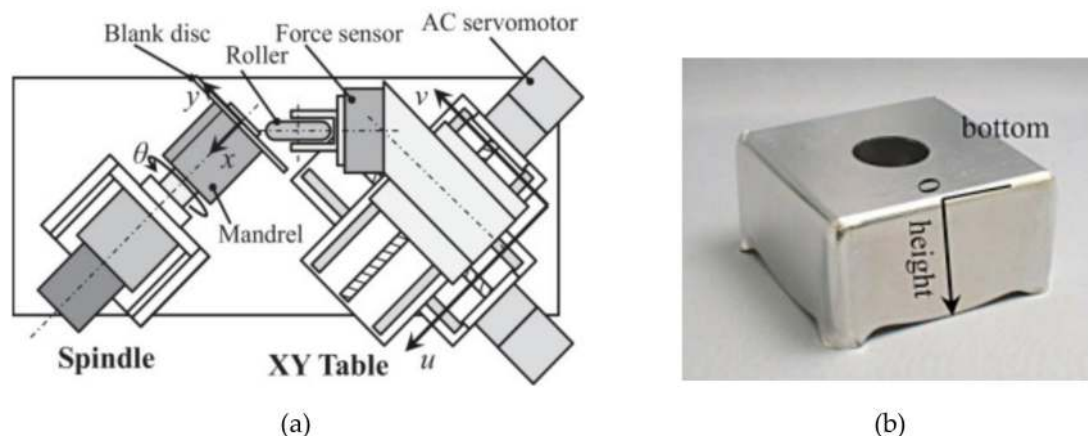 AC servomotor
Force sensor
Blank disc
Roller
y
v
x
θ
Mandrel
Spindle
XY Table
u
bottom
0
height
(a)
(b)